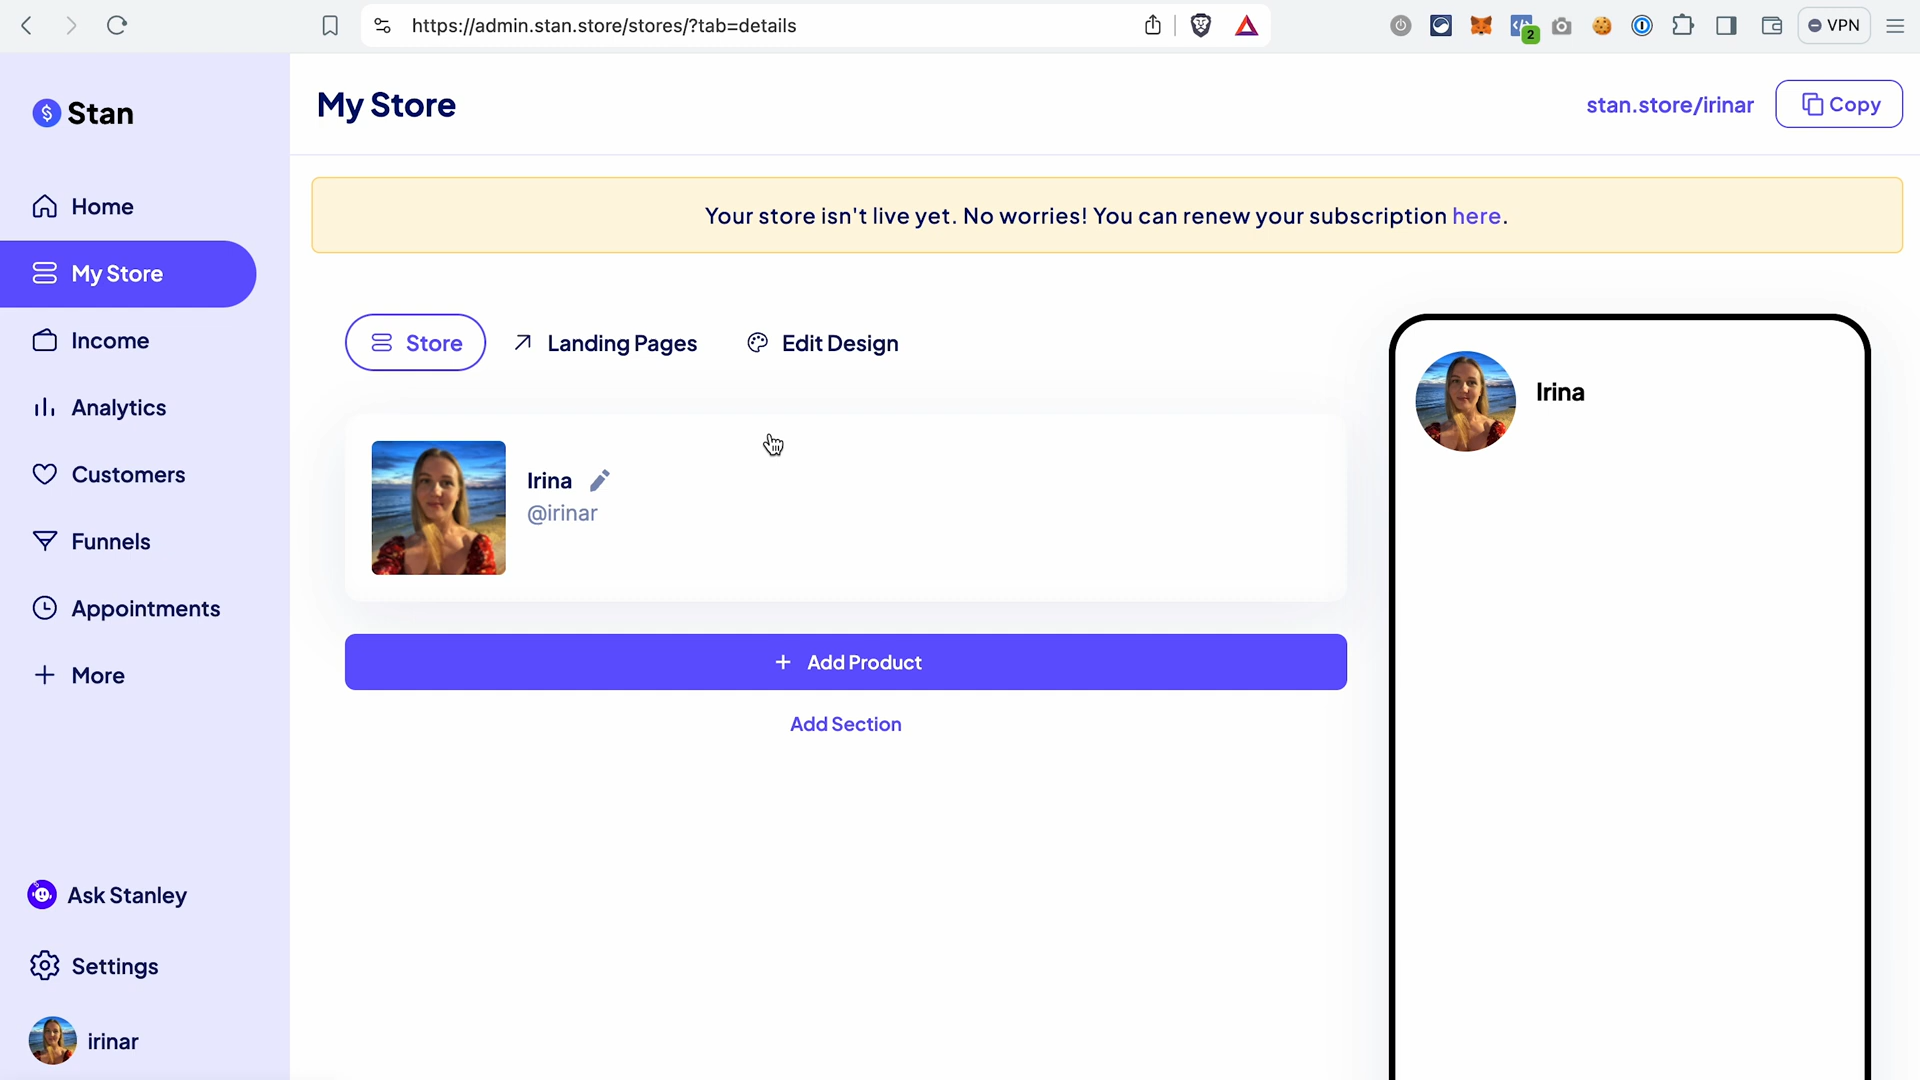 https://admin.stan.store/stores/?tab=details
2
VPN
$ Stan
My Store
stan.store/irinar
Copy
Your store isn't live yet. No worries! You can renew your subscription here.
Home
My Store
Income
Analytics
Customers
Funnels
Appointments
More
Ask Stanley
Settings
irinar
Store
Landing Pages
Edit Design
Irina
@irinar
+ Add Product
Add Section
Irina